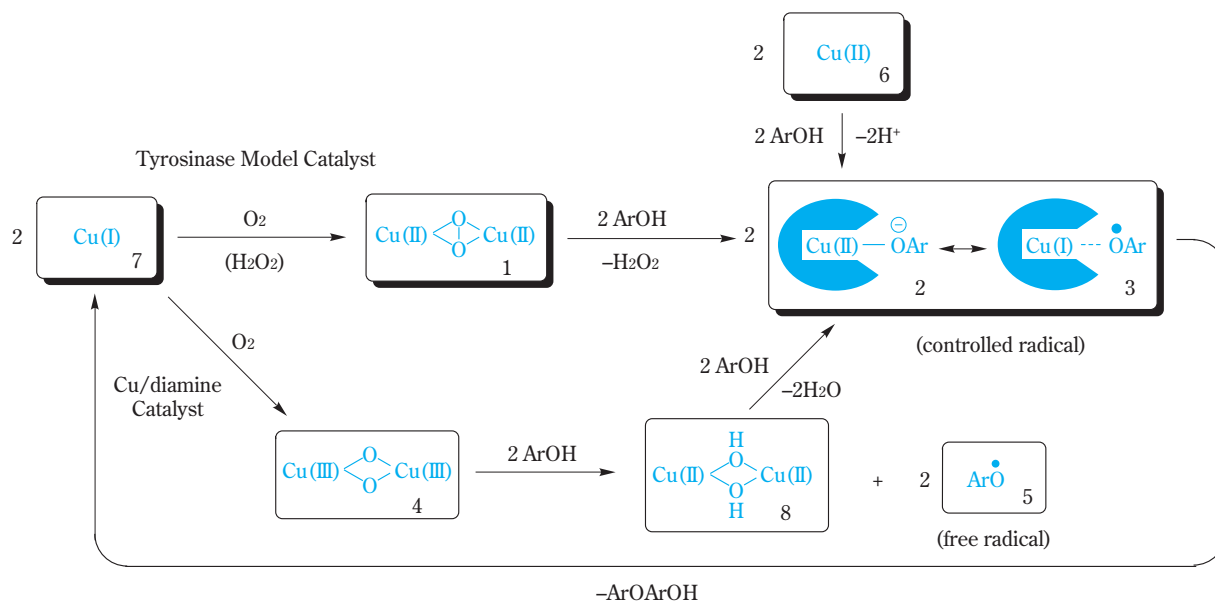 2 Cu(II)
6
2 ArOH –2H⁺
Tyrosinase Model Catalyst
2 Cu(I)
7
O₂
(H₂O₂)
O
Cu(II) Cu(II)
O
1
2 ArOH
–H₂O₂
2 Cu(II) — OAr
⊖
2
Cu(I) --- OAr
•
3
(controlled radical)
O₂
Cu/diamine
Catalyst
O
Cu(III) Cu(III)
O
4
2 ArOH
2 ArOH
–2H₂O
H
O
Cu(II) Cu(II)
O
H
8
+ 2 ArO
•
5
(free radical)
–ArOArOH